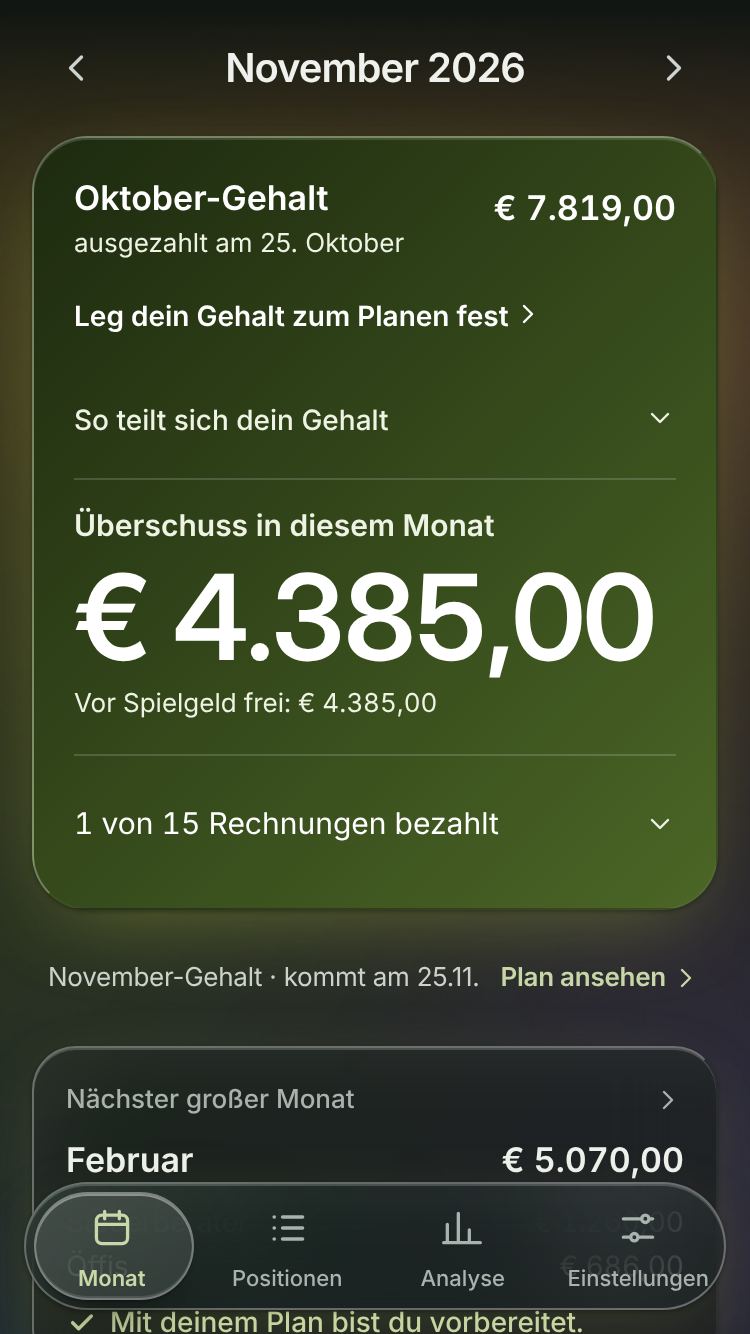 November 2026
Oktober-Gehalt
€ 7.819,00
ausgezahlt am 25. Oktober
Leg dein Gehalt zum Planen fest
So teilt sich dein Gehalt
Überschuss in diesem Monat
€ 4.385,00
Vor Spielgeld frei: € 4.385,00
1 von 15 Rechnungen bezahlt
November-Gehalt · kommt am 25.11. Plan ansehen
Nächster großer Monat
Februar € 5.070,00
Öffis € 686,00
Monat Positionen Analyse Einstellungen
Mit deinem Plan bist du vorbereitet.